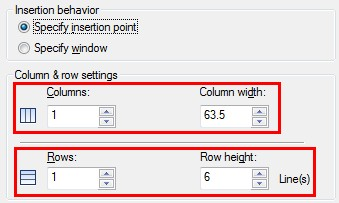 Insertion behavior
Specify insertion point
Specify window
Column & row settings
Columns: Column width:
1 63.5
Rows: Row height:
1 6 Line(s)